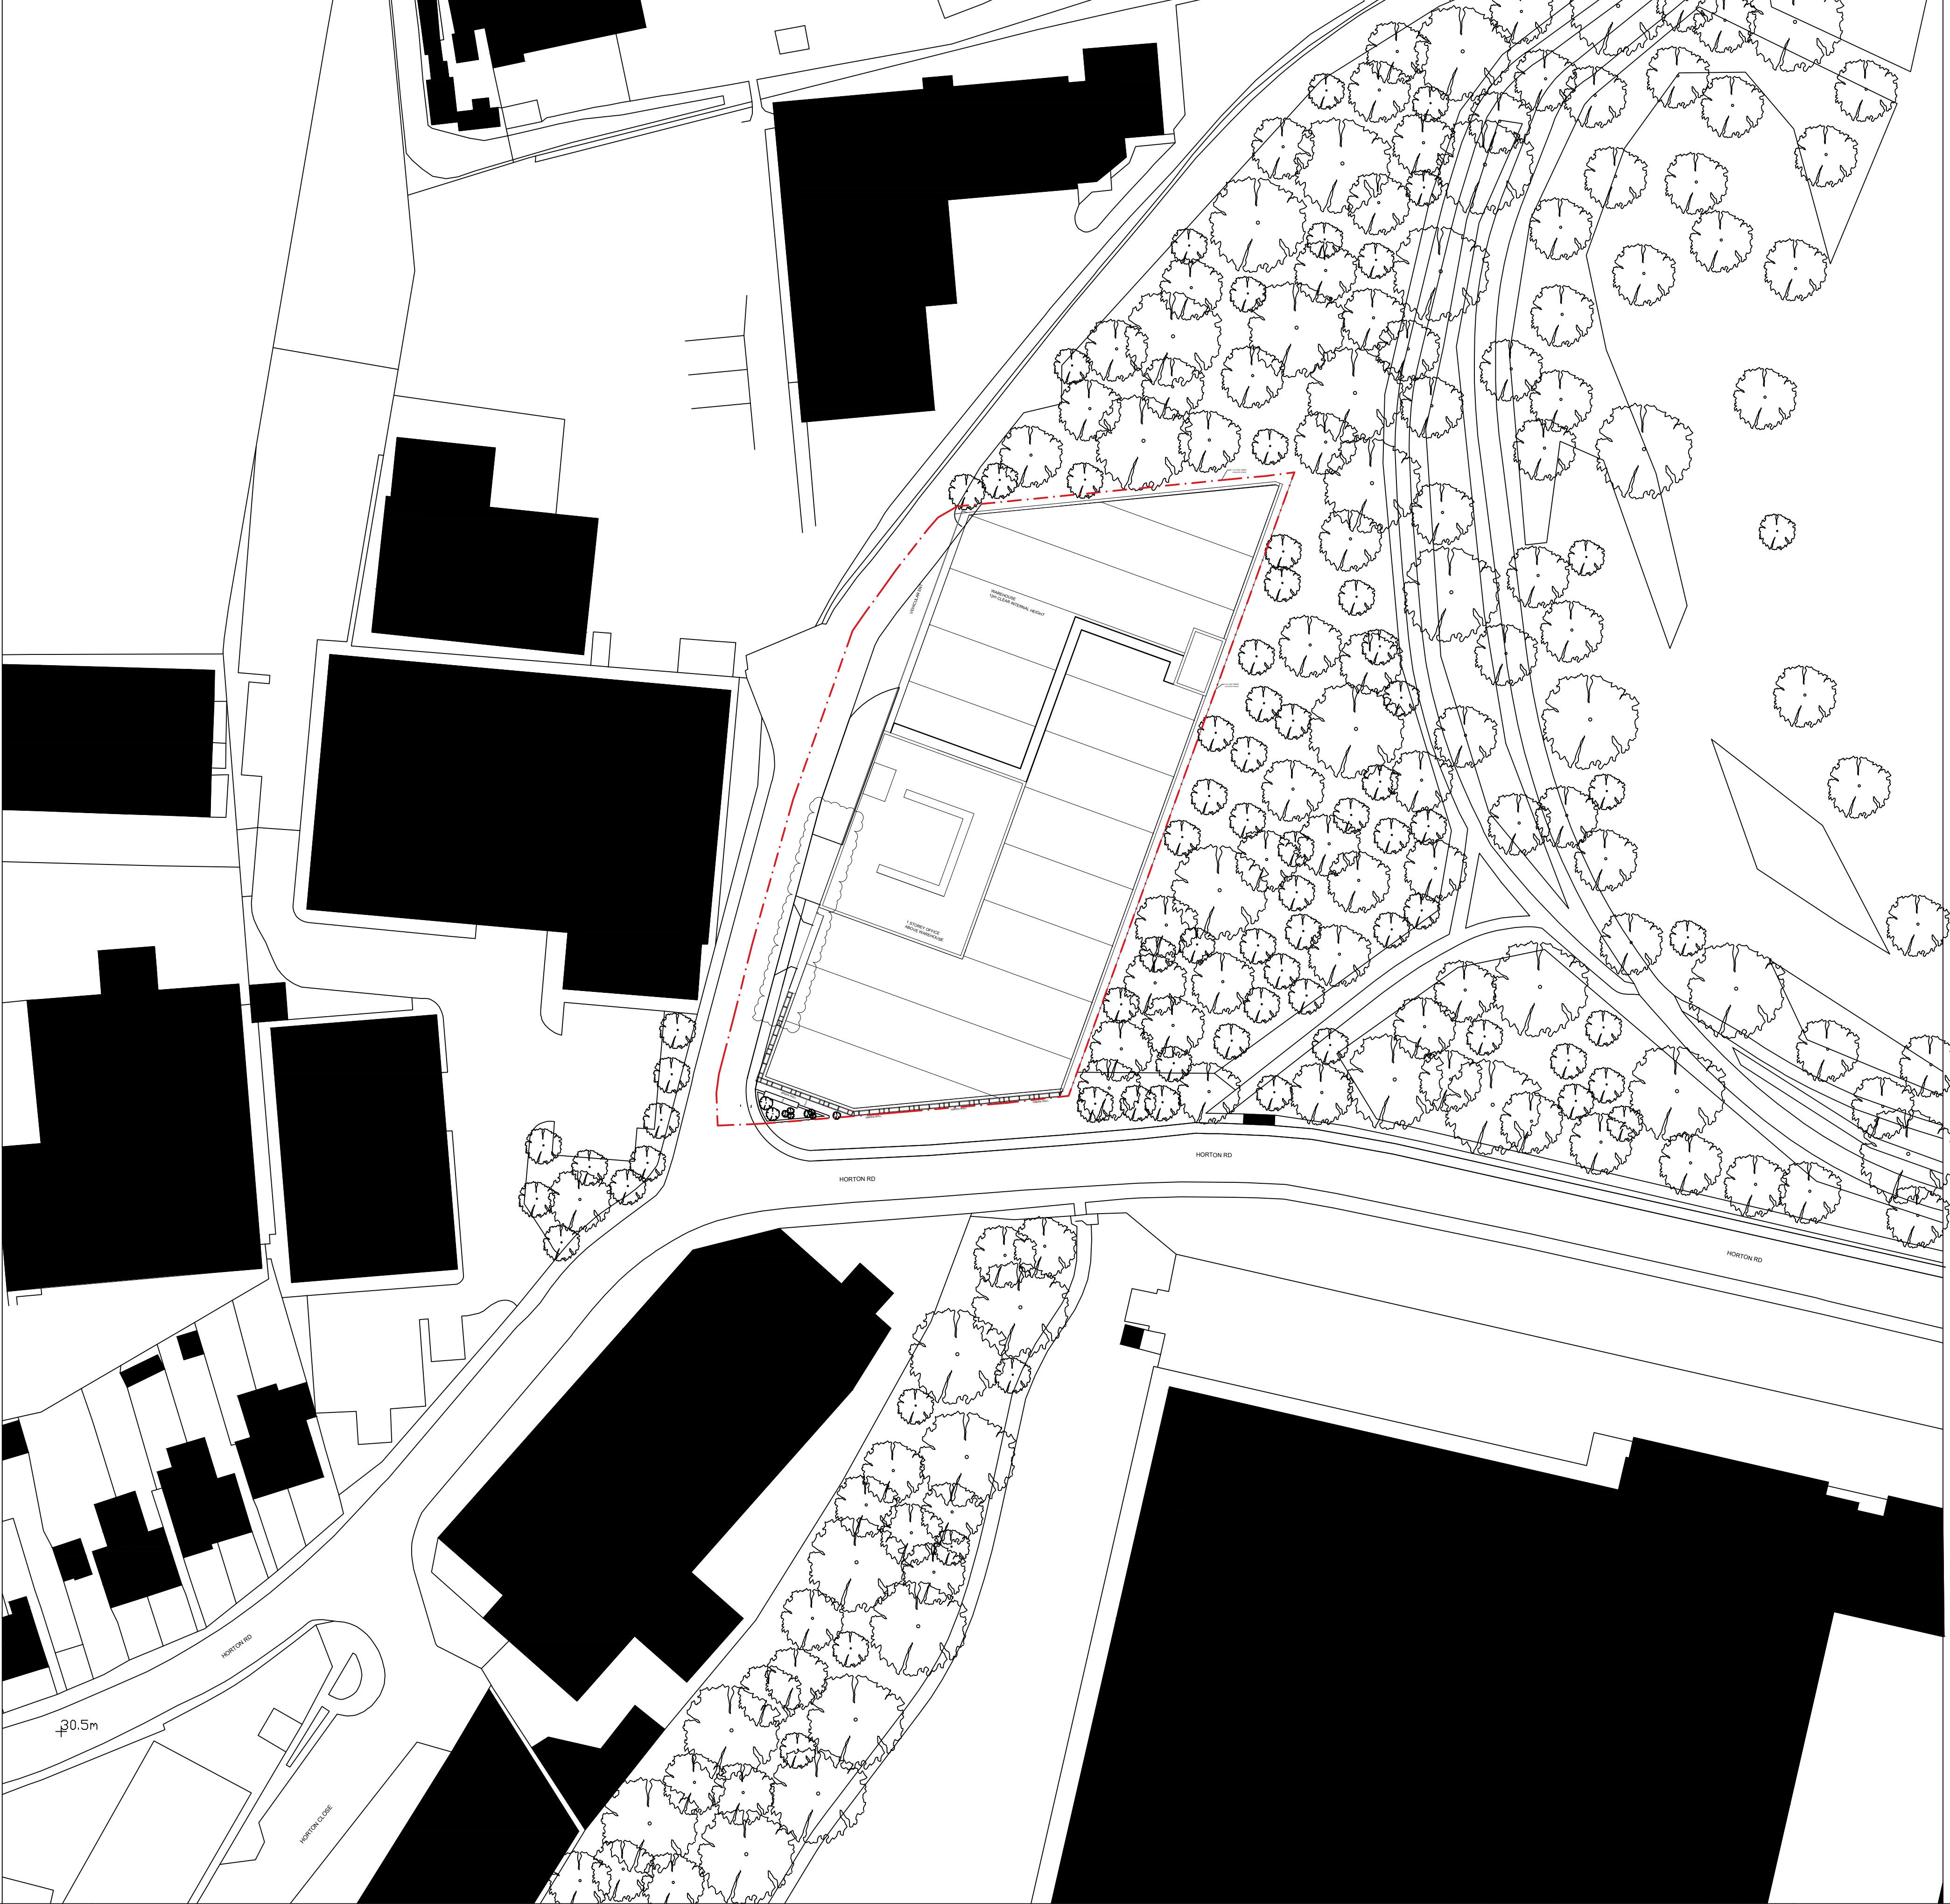 VEHICULAR
WAREHOUSE
12m CLEAR INTERNAL HEIGHT
1 STOREY OFFICE
ABOVE WAREHOUSE
HORTON RD
HORTON RD
HORTON RD
HORTON RD
30.5m
HORTON CLOSE